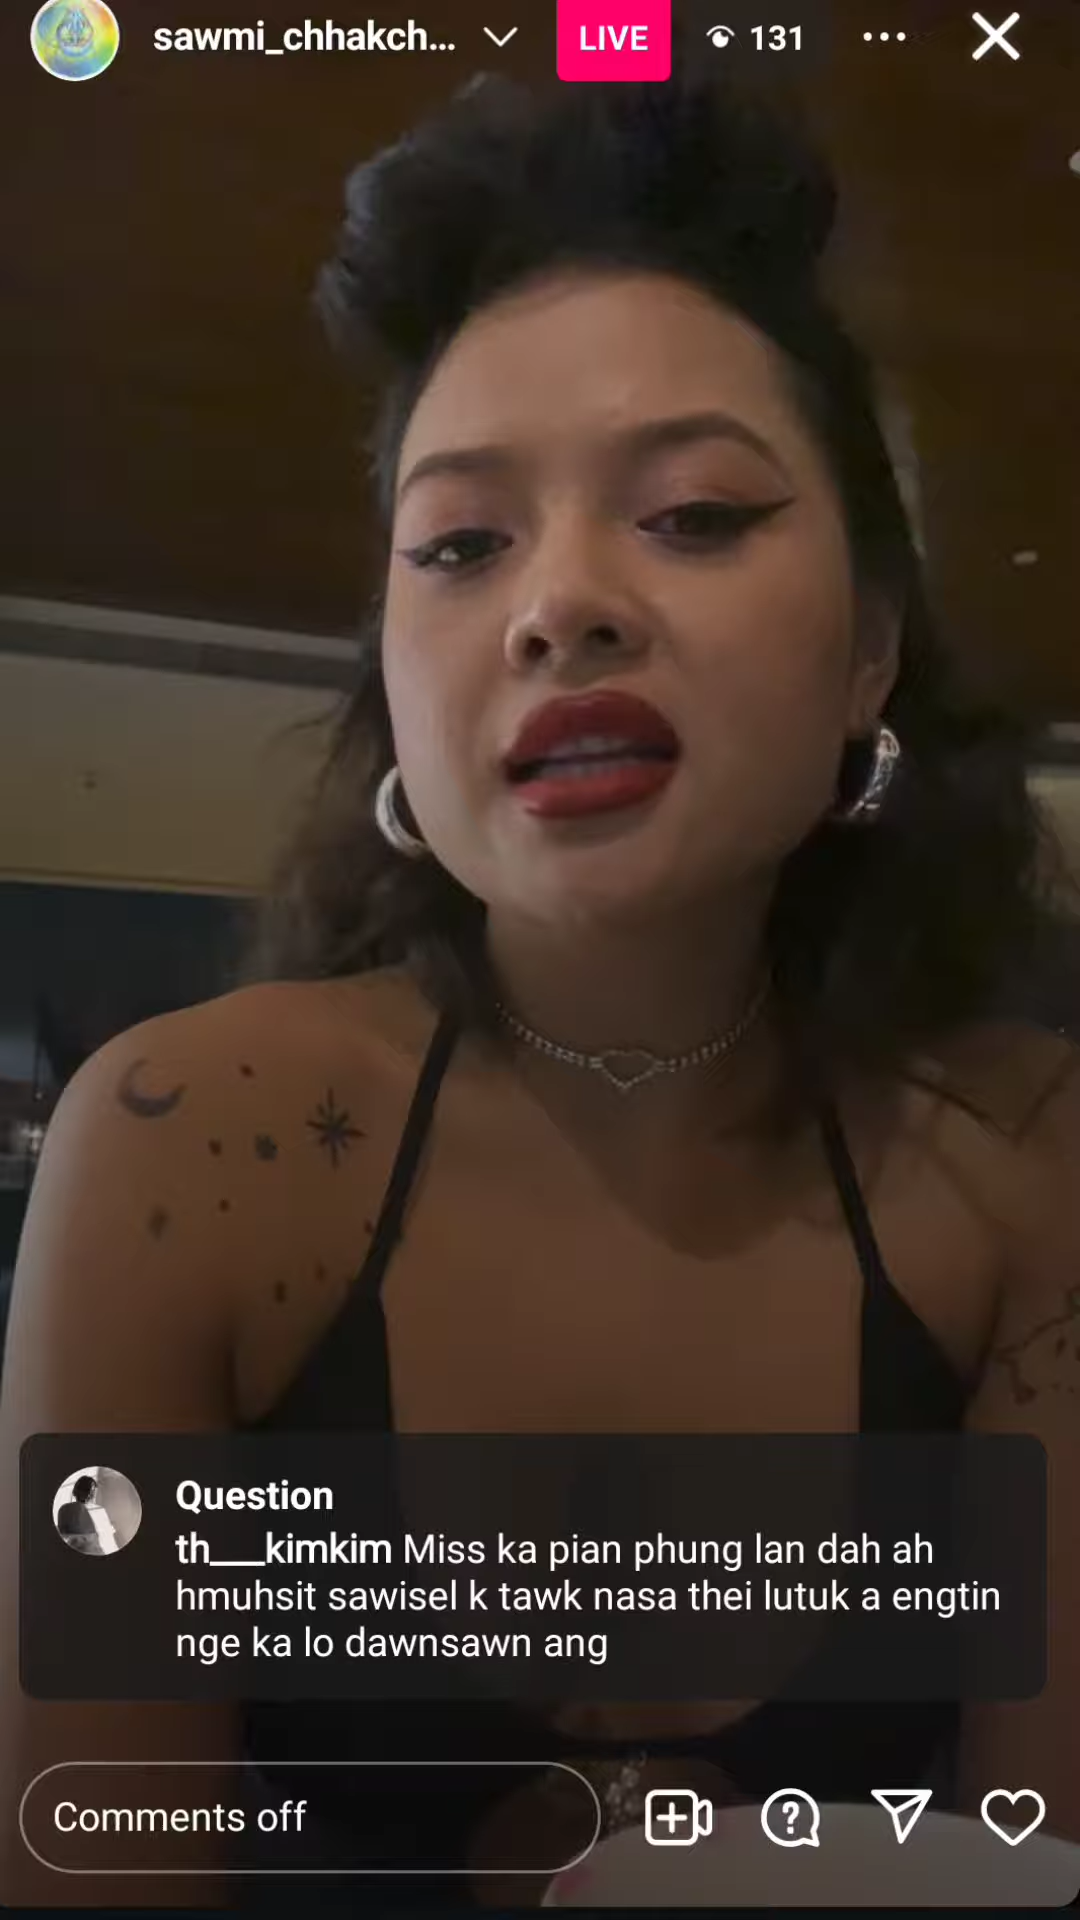 sawmi_chhakch...
LIVE
131
Question
th___kimkim Miss ka pian phung lan dah ah
hmuhsit sawisel k tawk nasa thei lutuk a engtin
nge ka lo dawnsawn ang
Comments off